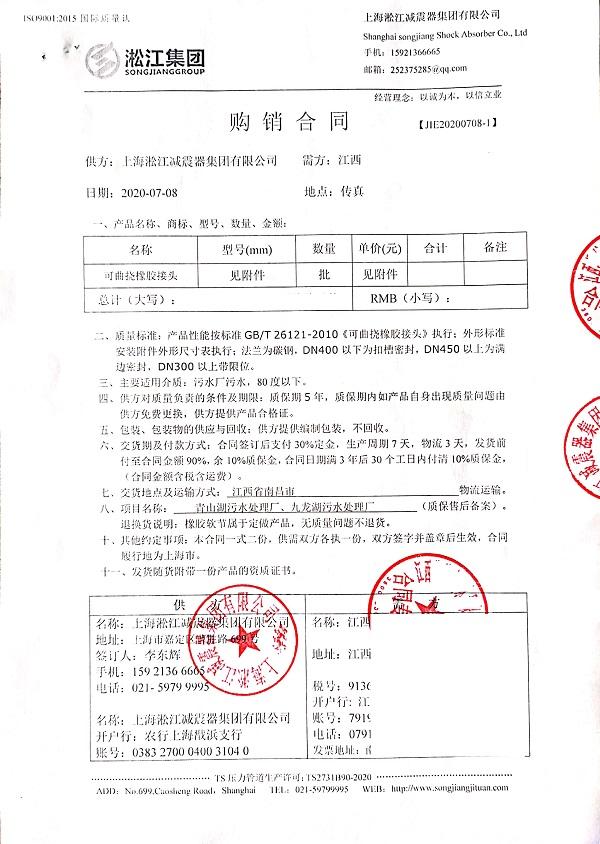 ISO9001:2015 国际质量认
上海淞江减震器集团有限公司
Shanghai songjiang Shock Absorber Co., Ltd
手机：15921366665
邮箱：252375285@qq.com
淞江集团
SONGJIANGGROUP
经营理念：以诚为本，以信立业
购销合同
【JIE20200708-1】
供方：上海淞江减震器集团有限公司 需方：江西
日期：2020-07-08 地点：传真
一、产品名称、商标、型号、数量、金额：
名称 型号(mm) 数量 单价(元) 合计 备注
可曲挠橡胶接头 见附件 批 见附件
总计（大写）： RMB（小写）：
二、质量标准：产品性能按标准 GB/T 26121-2010《可曲挠橡胶接头》执行；外形标准
安装附件外形尺寸表执行；法兰为碳钢，DN400 以下为扣槽密封，DN450 以上为满
边密封，DN300 以上带限位。
三、主要适用介质：污水厂污水，80 度以下。
四、供方对质量负责的条件及期限：质保期 5 年，质保期内如产品自身出现质量问题由
供方免费更换，供方提供产品合格证。
五、包装、包装物的供应与回收：供方提供编制包装，不回收。
六、交货期及付款方式：合同签订后支付 30%定金，生产周期 7 天，物流 3 天，发货前
付至合同金额 90%，余 10%质保金，合同日期满 3 年后 30 个工日内付清 10%质保金，
（合同金额含税含运费）。
七、交货地点及运输方式：江西省南昌市 物流运输。
八、项目名称：青山湖污水处理厂、九龙湖污水处理厂 （质保售后备案）。
退换货说明：橡胶软节属于定做产品，无质量问题不退货。
十、其他约定事项：本合同一式二份，供需双方各执一份，双方签字并盖章后生效，合同
履行地为上海市。
十一、发货随货附带一份产品的资质证书。
供 方
名称：上海淞江减震器集团有限公司
地址：上海市嘉定区 路 699 号
签订人：李东辉
手机：159 2136 6665
电话：021- 5979 9995
名称：上海淞江减震器集团有限公司
开户行：农行上海戬浜支行
账号：0383 2700 0400 3104 0
方
名称：江西
地址：江西
税号：9136
开户行：江
账号：7919
电话：0791
发票地址：
TS 压力管道生产许可：TS2731B90-2020
ADD: No.699,Caosheng Road, Shanghai TEL: 021-59799995 WEB: http://www.songjiangjituan.com